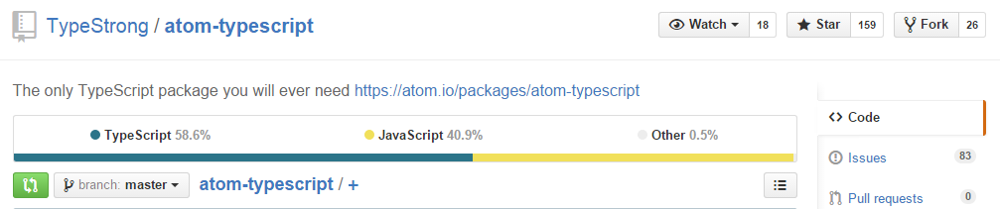 TypeStrong / atom-typescript
Watch 18 Star 159 Fork 26
The only TypeScript package you will ever need https://atom.io/packages/atom-typescript
TypeScript 58.6% JavaScript 40.9% Other 0.5%
branch: master atom-typescript / +
Code
Issues 83
Pull requests 0